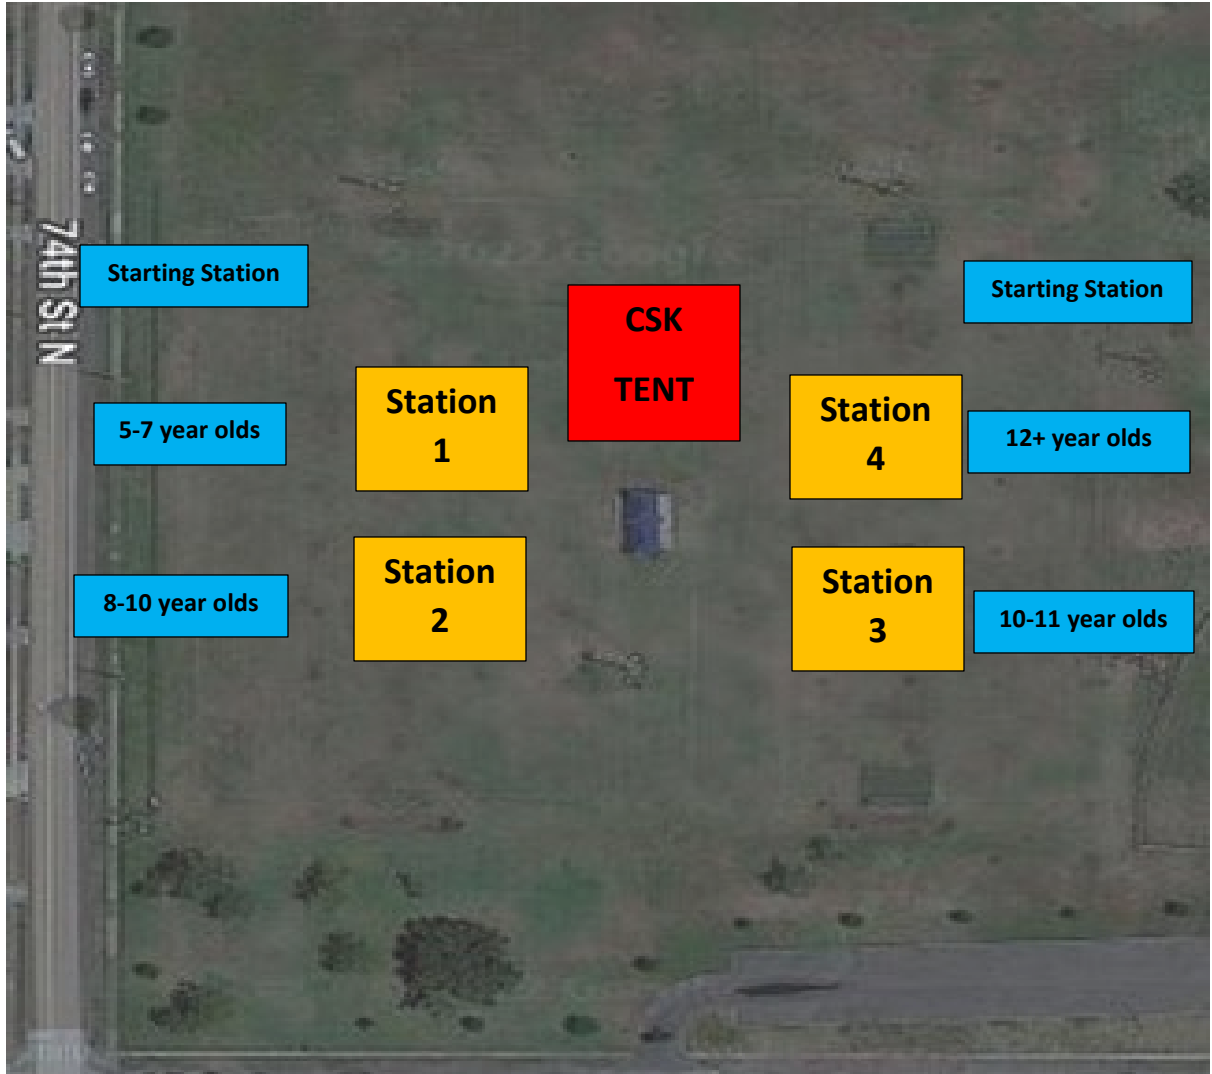 74th St N
Starting Station
Starting Station
CSK
TENT
Station
1
Station
4
5-7 year olds
12+ year olds
Station
2
Station
3
8-10 year olds
10-11 year olds